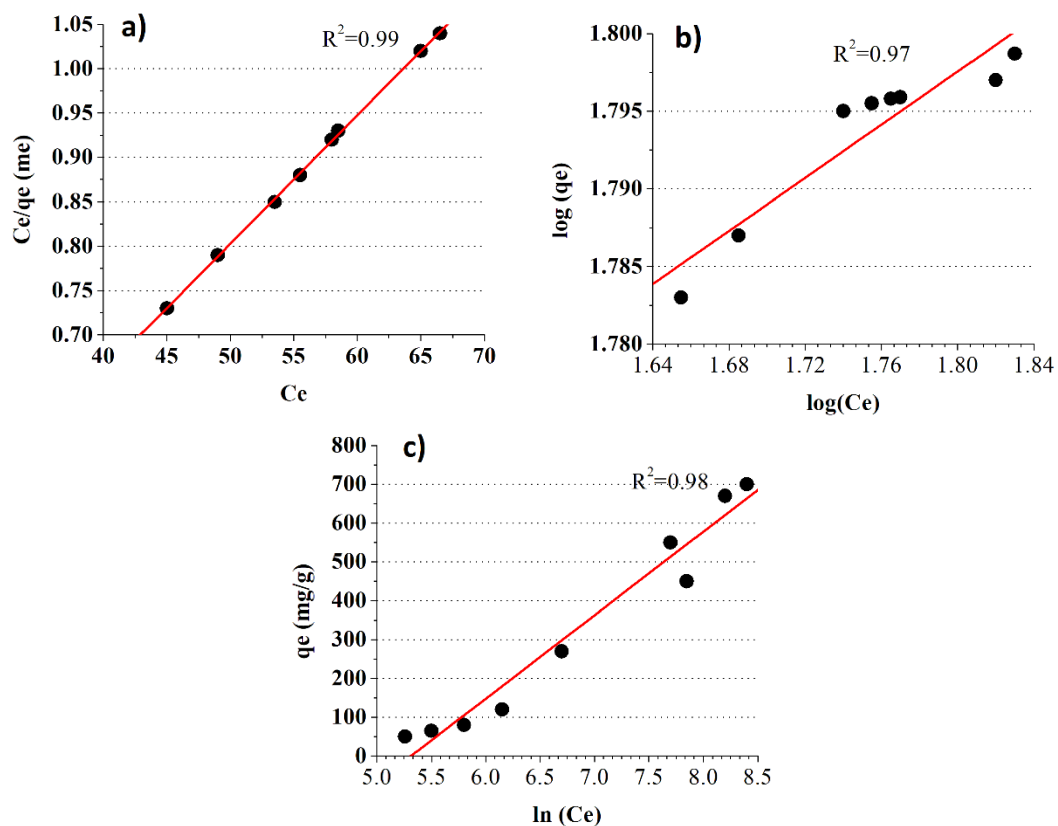 a)
R²=0.99
Ce/qe (me)
1.05
1.00
0.95
0.90
0.85
0.80
0.75
0.70
40 45 50 55 60 65 70
Ce
b)
R²=0.97
log (qe)
1.800
1.795
1.790
1.785
1.780
1.64 1.68 1.72 1.76 1.80 1.84
log(Ce)
c)
R²=0.98
qe (mg/g)
800
700
600
500
400
300
200
100
0
5.0 5.5 6.0 6.5 7.0 7.5 8.0 8.5
ln (Ce)